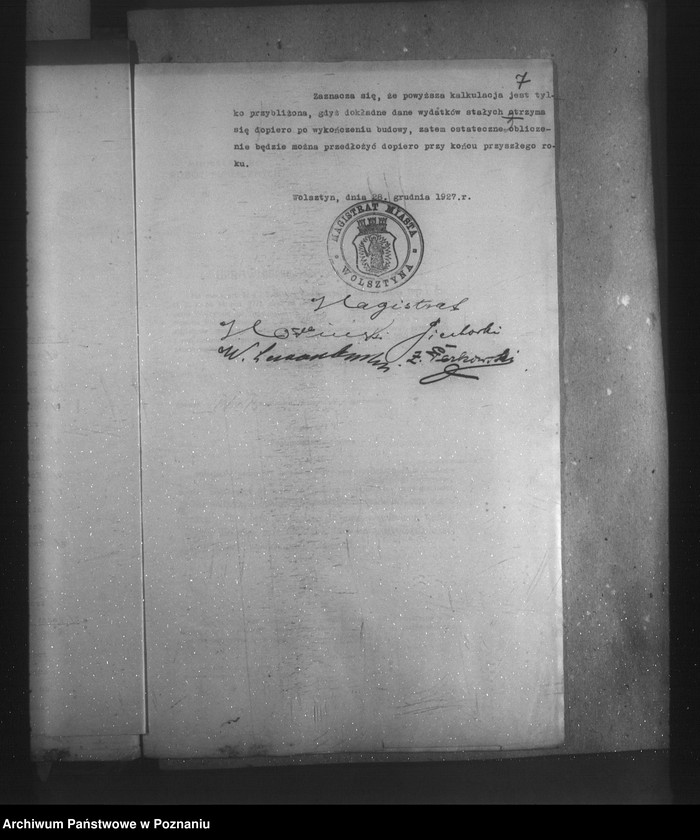 7
Zaznacza się, że powyższa kalkulacja jest tyl-
ko przybliżona, gdyż dokładne dane wydatków stałych otrzyma
się dopiero po wykończeniu budowy, zatem ostateczne oblicze-
nie będzie można przedłożyć dopiero przy końcu przyszłego ro-
ku.
Wolsztyn, dnia 28. grudnia 1927.r.
MAGISTRAT MIASTA
WOLSZTYNA
Magistrat
Archiwum Państwowe w Poznaniu